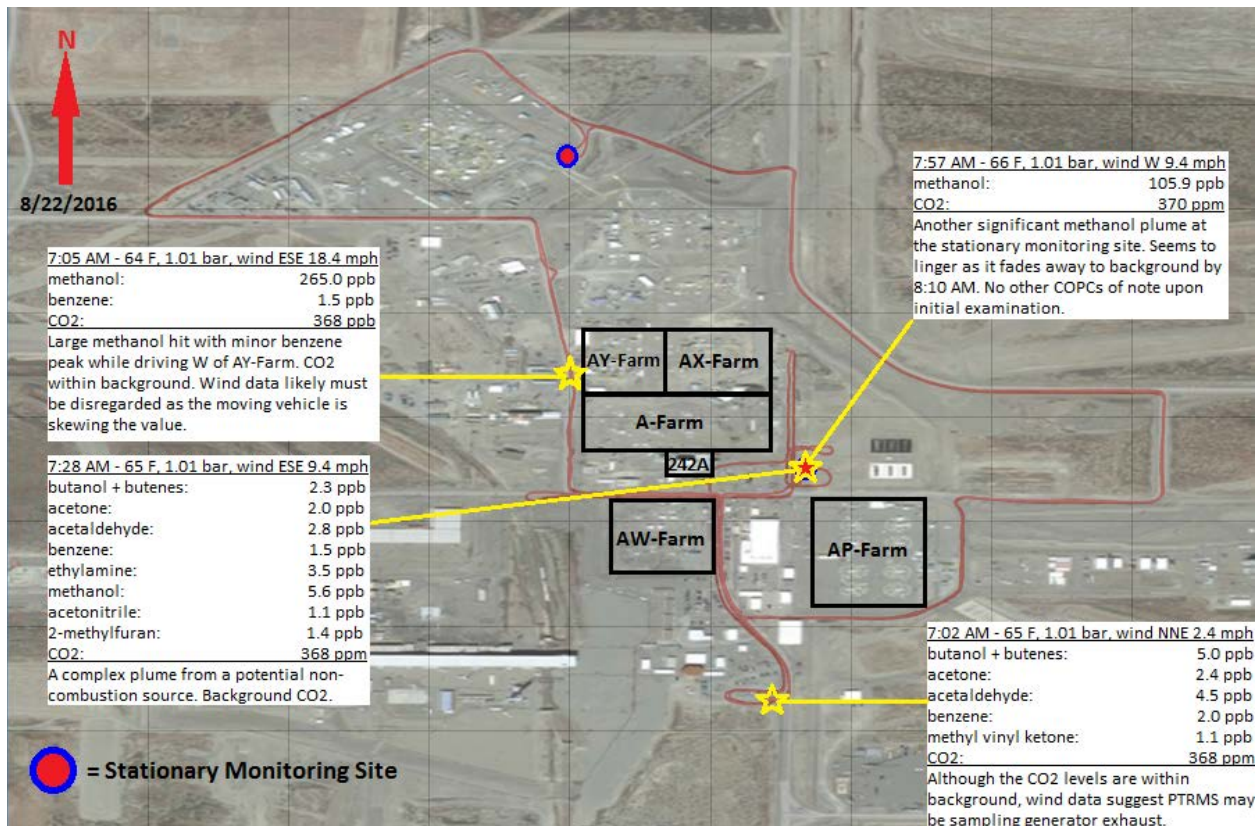 N
8/22/2016
7:05 AM - 64 F, 1.01 bar, wind ESE 18.4 mph
methanol: 265.0 ppb
benzene: 1.5 ppb
CO2: 368 ppb
Large methanol hit with minor benzene
peak while driving W of AY-Farm. CO2
within background. Wind data likely must
be disregarded as the moving vehicle is
skewing the value.
7:28 AM - 65 F, 1.01 bar, wind ESE 9.4 mph
butanol + butenes: 2.3 ppb
acetone: 2.0 ppb
acetaldehyde: 2.8 ppb
benzene: 1.5 ppb
ethylamine: 3.5 ppb
methanol: 5.6 ppb
acetonitrile: 1.1 ppb
2-methylfuran: 1.4 ppb
CO2: 368 ppm
A complex plume from a potential non-
combustion source. Background CO2.
7:57 AM - 66 F, 1.01 bar, wind W 9.4 mph
methanol: 105.9 ppb
CO2: 370 ppm
Another significant methanol plume at
the stationary monitoring site. Seems to
linger as it fades away to background by
8:10 AM. No other COPCs of note upon
initial examination.
AY-Farm
AX-Farm
A-Farm
242A
AW-Farm
AP-Farm
7:02 AM - 65 F, 1.01 bar, wind NNE 2.4 mph
butanol + butenes: 5.0 ppb
acetone: 2.4 ppb
acetaldehyde: 4.5 ppb
benzene: 2.0 ppb
methyl vinyl ketone: 1.1 ppb
CO2: 368 ppm
Although the CO2 levels are within
background, wind data suggest PTRMS may
be sampling generator exhaust.
= Stationary Monitoring Site